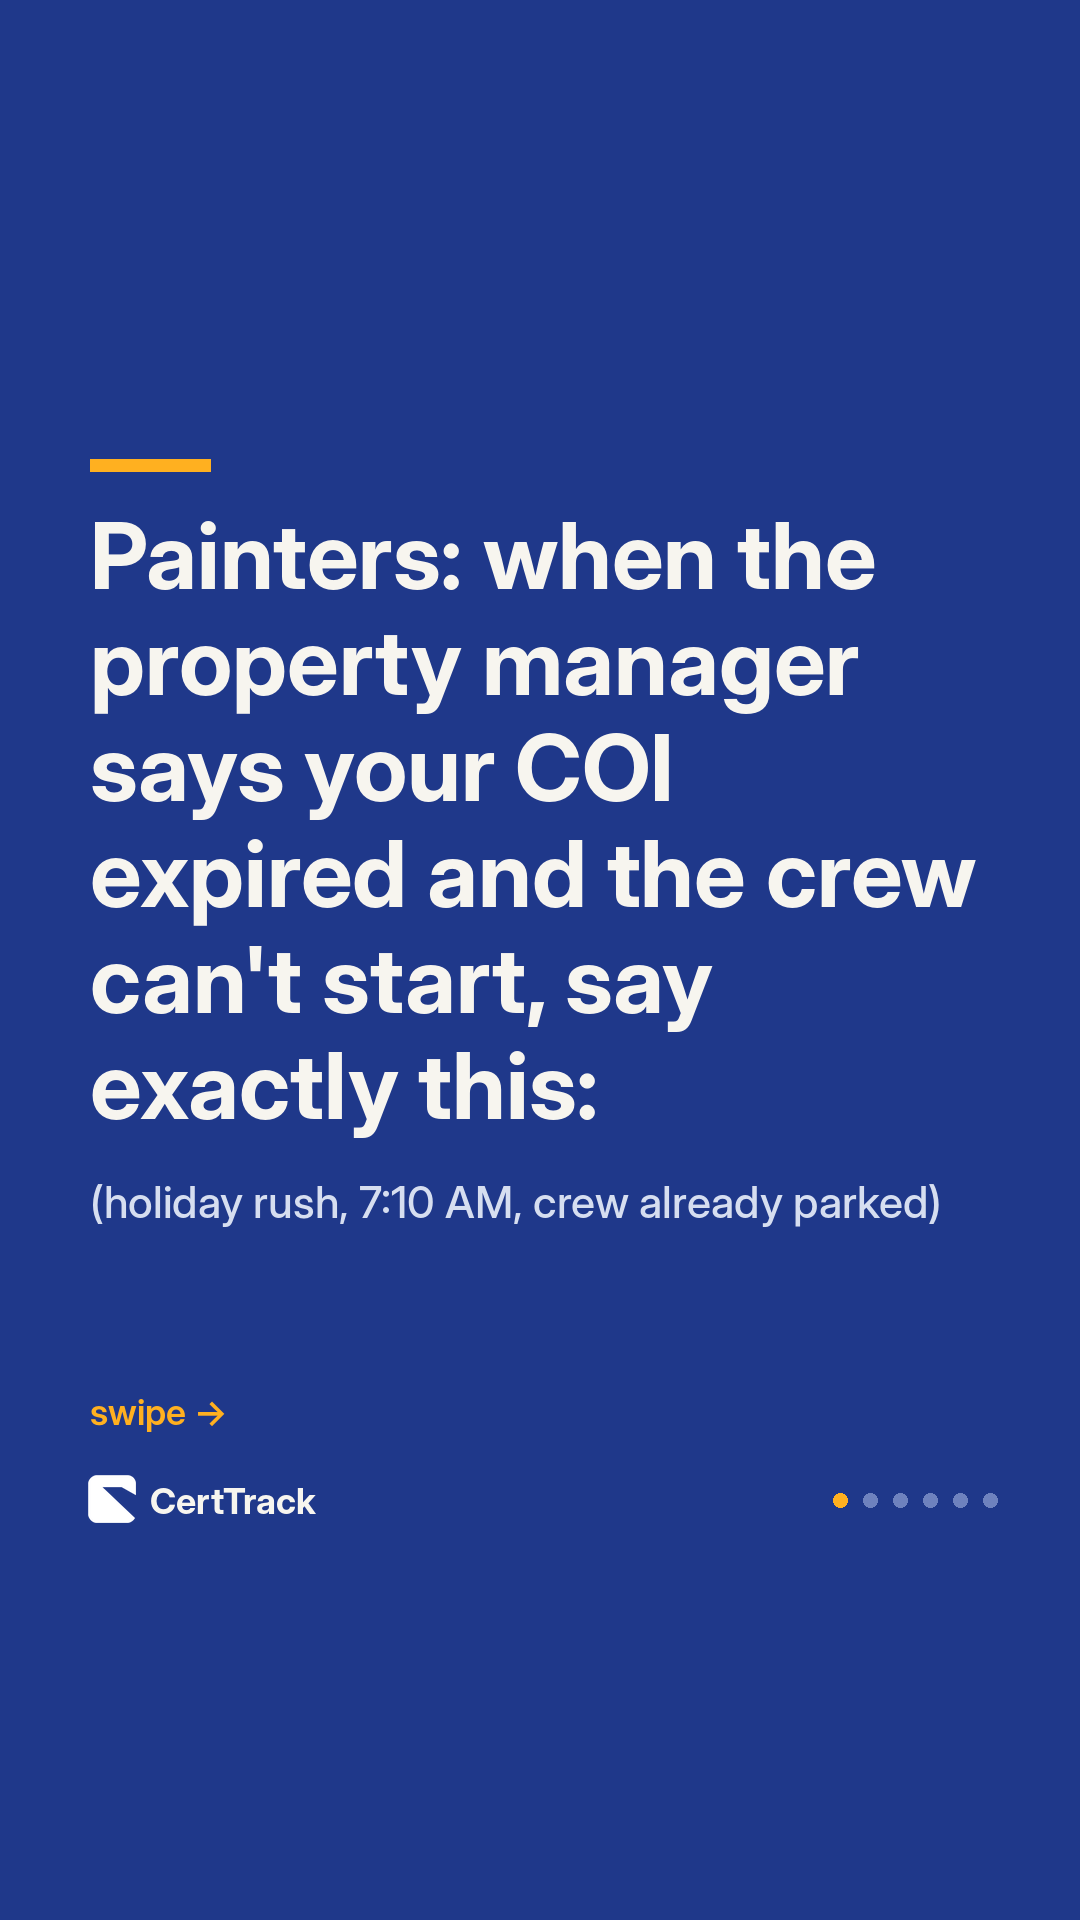 Painters: when the
property manager
says your COI
expired and the crew
can't start, say
exactly this:
(holiday rush, 7:10 AM, crew already parked)
swipe →
CertTrack